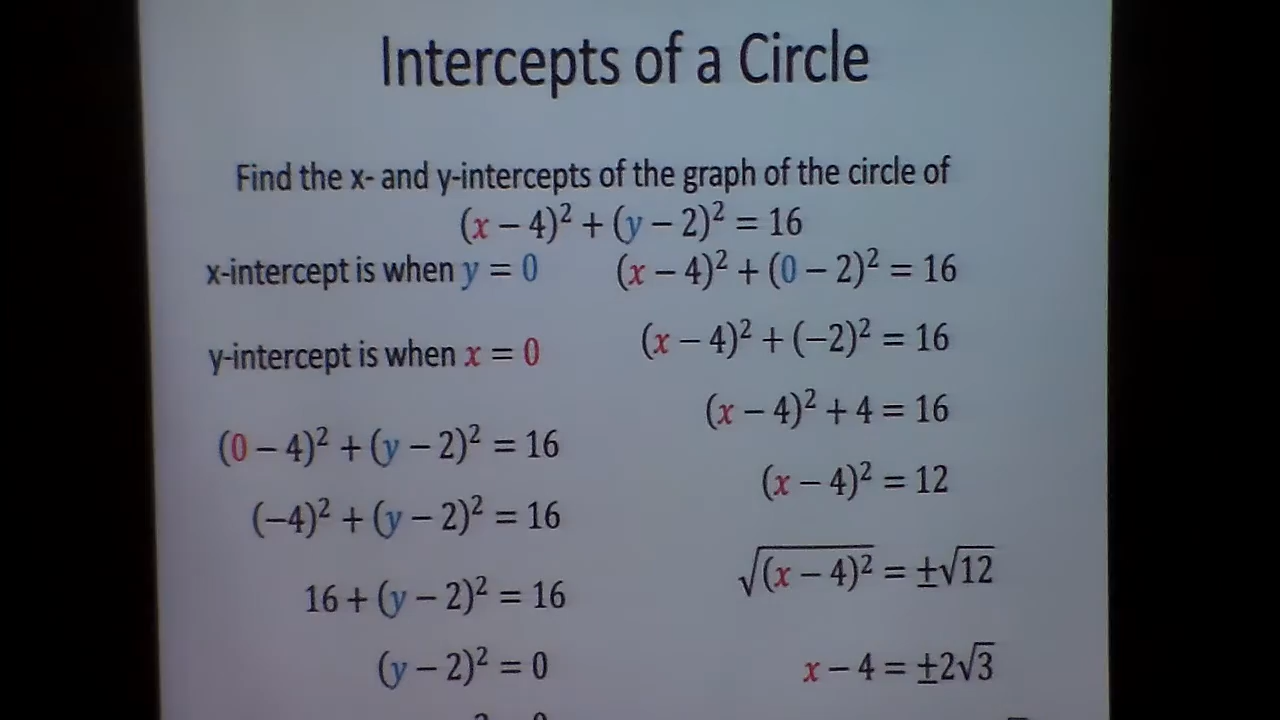 Intercepts of a Circle
Find the x- and y-intercepts of the graph of the circle of
(x – 4)² + (y – 2)² = 16
x-intercept is when y = 0
(x – 4)² + (0 – 2)² = 16
y-intercept is when x = 0
(x – 4)² + (−2)² = 16
(x – 4)² + 4 = 16
(0 – 4)² + (y – 2)² = 16
(x – 4)² = 12
(−4)² + (y – 2)² = 16
√(x – 4)² = ±√12
16 + (y – 2)² = 16
(y – 2)² = 0
x – 4 = ±2√3